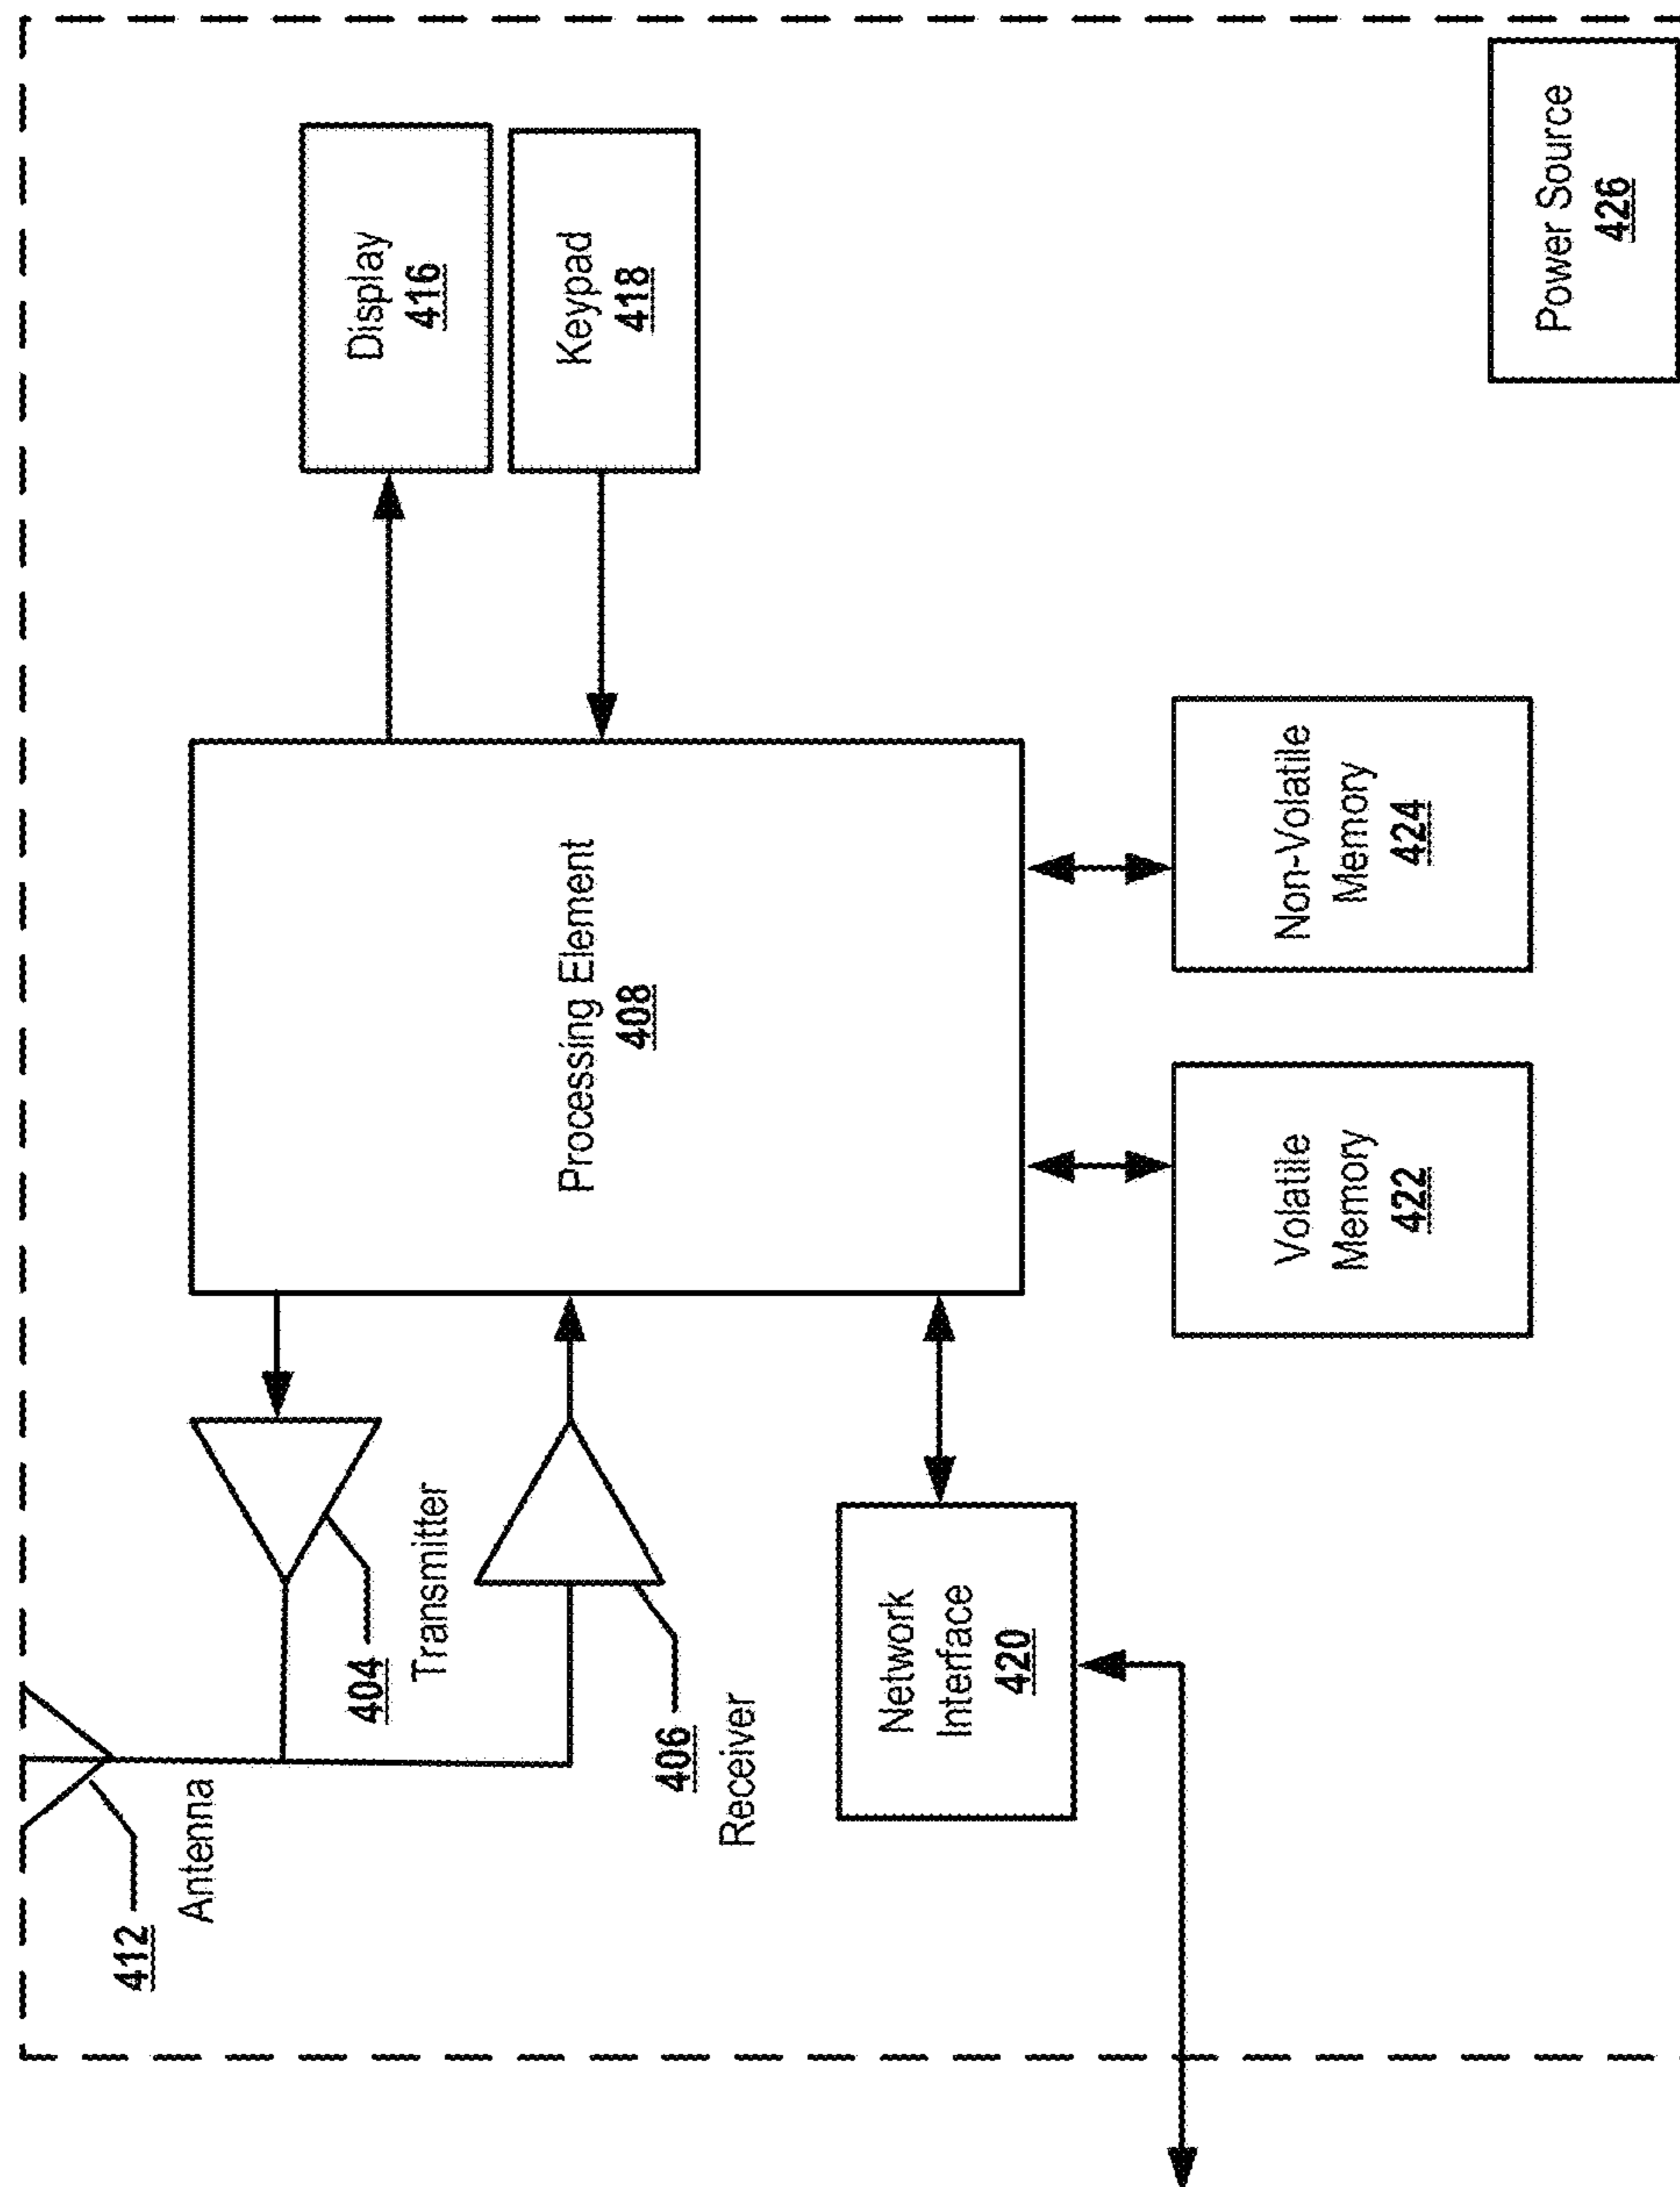 412
Antenna
404
Transmitter
406
Receiver
Network
Interface
420
Processing Element
408
Volatile
Memory
422
Non-Volatile
Memory
424
Display
416
Keypad
418
Power Source
426